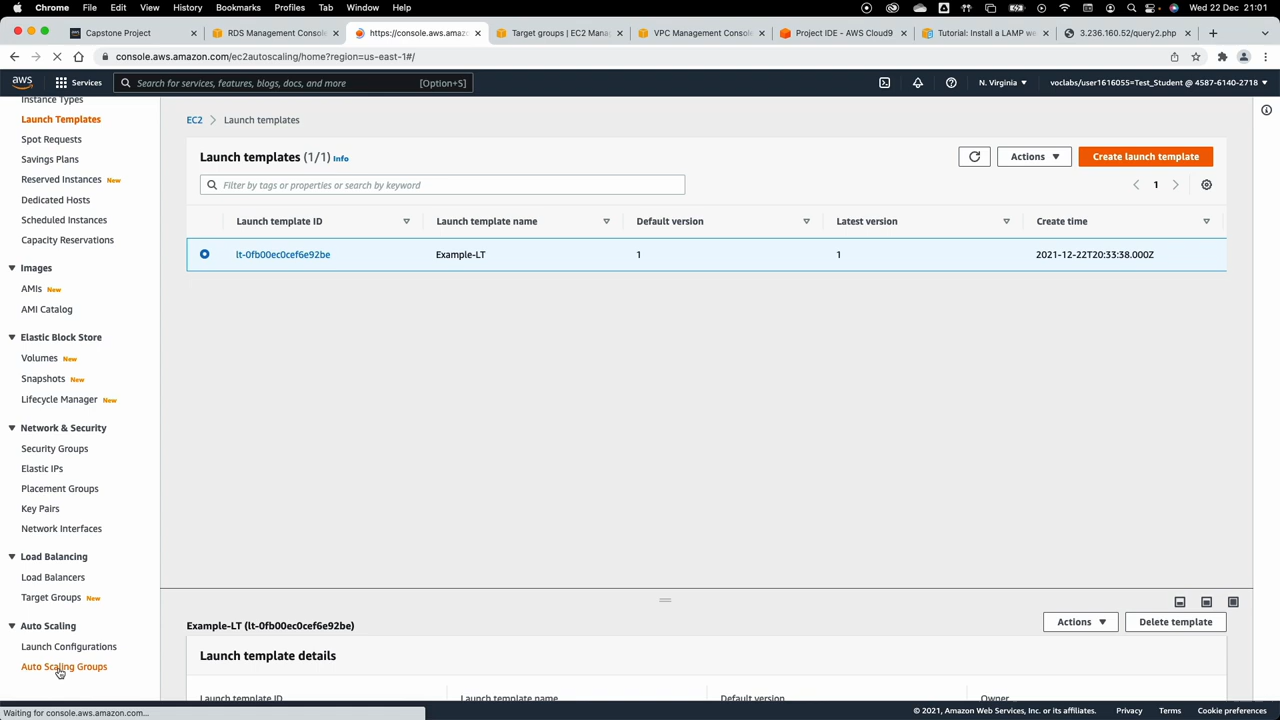 Chrome File Edit View History Bookmarks Profiles Tab Window Help Wed 22 Dec 21:01
Capstone Project
RDS Management Consol
https://console.aws.amazo
Target groups | EC2 Mana
VPC Management Consol
Project IDE - AWS Cloud9
Tutorial: Install a LAMP we
3.236.160.52/query2.php
console.aws.amazon.com/ec2autoscaling/home?region=us-east-1#/
aws Services Search for services, features, blogs, docs, and more [Option+S] N. Virginia voclabs/user1616055=Test_Student @ 4587-6140-2718
Instance Types
Launch Templates
Spot Requests
Savings Plans
Reserved Instances New
Dedicated Hosts
Scheduled Instances
Capacity Reservations
Images
AMIs New
AMI Catalog
Elastic Block Store
Volumes New
Snapshots New
Lifecycle Manager New
Network & Security
Security Groups
Elastic IPs
Placement Groups
Key Pairs
Network Interfaces
Load Balancing
Load Balancers
Target Groups New
Auto Scaling
Launch Configurations
Auto Scaling Groups
EC2 > Launch templates
Launch templates (1/1) Info
Actions
Create launch template
Filter by tags or properties or search by keyword
1
Launch template ID Launch template name Default version Latest version Create time
lt-0fb00ec0cef6e92be Example-LT 1 1 2021-12-22T20:33:38.000Z
Example-LT (lt-0fb00ec0cef6e92be)
Actions
Delete template
Launch template details
Launch template ID Launch template name Default version Owner
Waiting for console.aws.amazon.com...
© 2021, Amazon Web Services, Inc. or its affiliates. Privacy Terms Cookie preferences